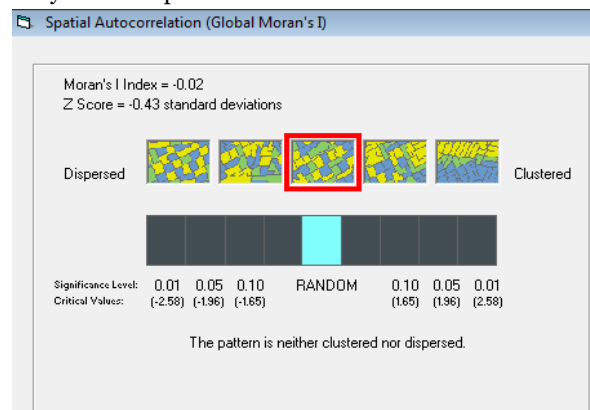 Spatial Autocorrelation (Global Moran's I)
Moran's I Index = -0.02
Z Score = -0.43 standard deviations
Dispersed Clustered
Significance Level: 0.01 0.05 0.10 RANDOM 0.10 0.05 0.01
Critical Values: (-2.58) (-1.96) (-1.65) (1.65) (1.96) (2.58)
The pattern is neither clustered nor dispersed.